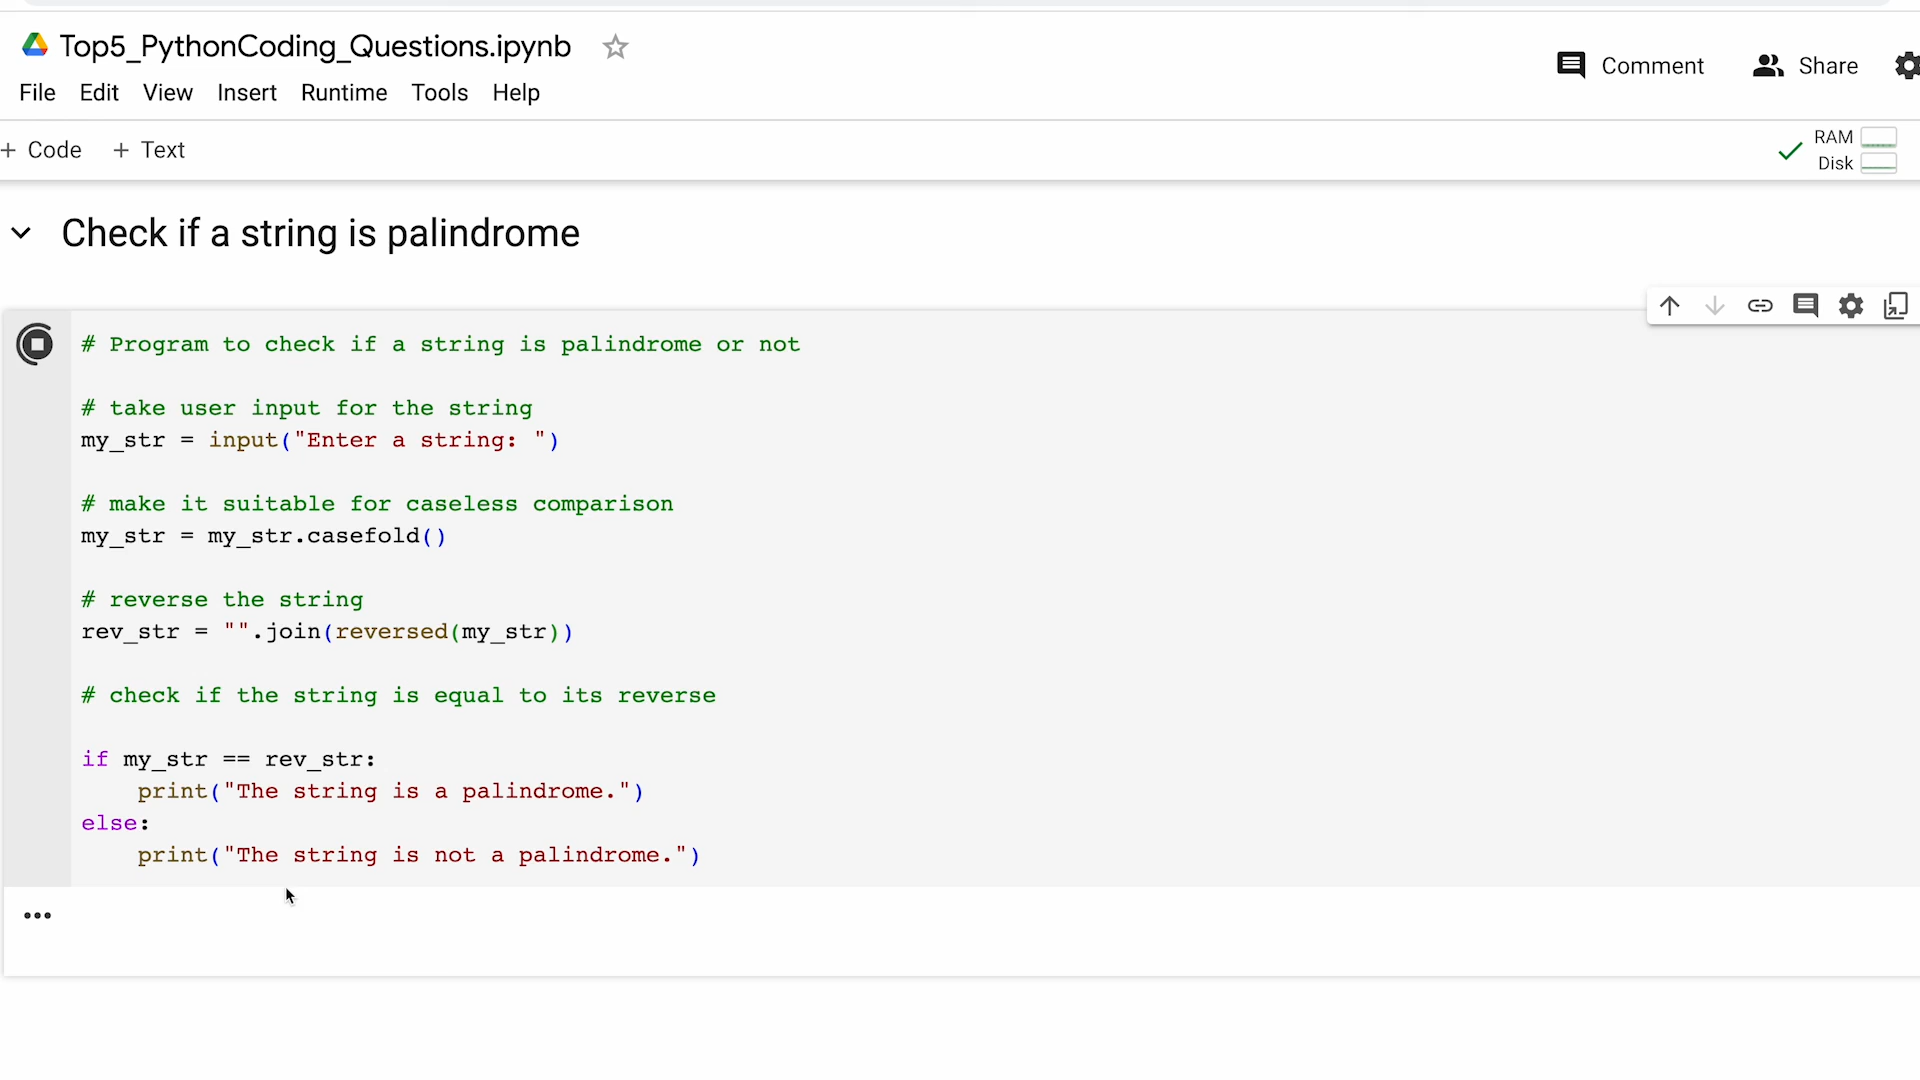 Top5_PythonCoding_Questions.ipynb
Comment
Share
File Edit View Insert Runtime Tools Help
+ Code + Text
RAM
Disk
Check if a string is palindrome
# Program to check if a string is palindrome or not
# take user input for the string
my_str = input("Enter a string: ")
# make it suitable for caseless comparison
my_str = my_str.casefold()
# reverse the string
rev_str = "".join(reversed(my_str))
# check if the string is equal to its reverse
if my_str == rev_str:
    print("The string is a palindrome.")
else:
    print("The string is not a palindrome.")